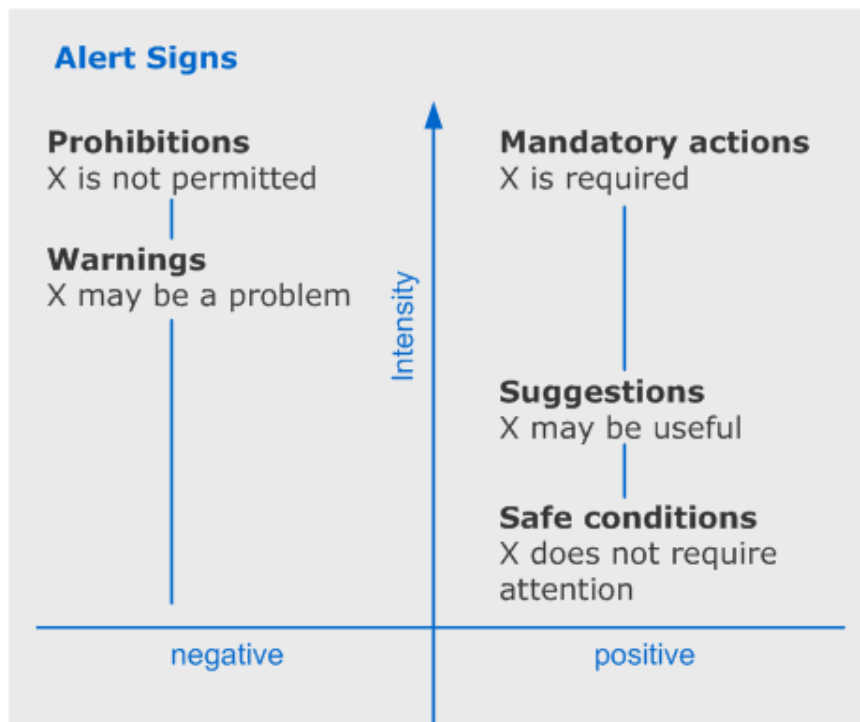 Alert Signs
Prohibitions
X is not permitted
Warnings
X may be a problem
Intensity
Mandatory actions
X is required
Suggestions
X may be useful
Safe conditions
X does not require
attention
negative
positive